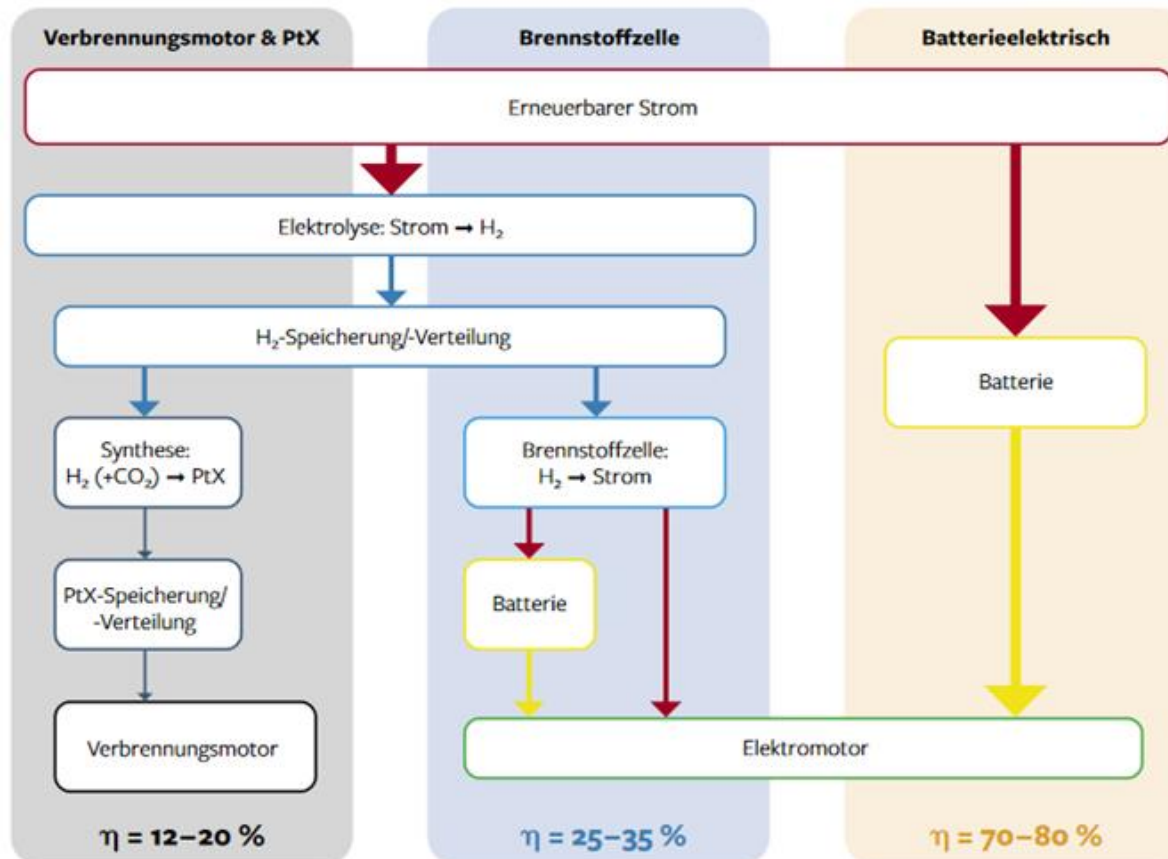 Verbrennungsmotor & PtX
Brennstoffzelle
Batterieelektrisch
Erneuerbarer Strom
Elektrolyse: Strom → H₂
H₂-Speicherung/-Verteilung
Batterie
Synthese:
H₂ (+CO₂) → PtX
Brennstoffzelle:
H₂ → Strom
PtX-Speicherung/
-Verteilung
Batterie
Verbrennungsmotor
Elektromotor
η = 12–20 %
η = 25–35 %
η = 70–80 %